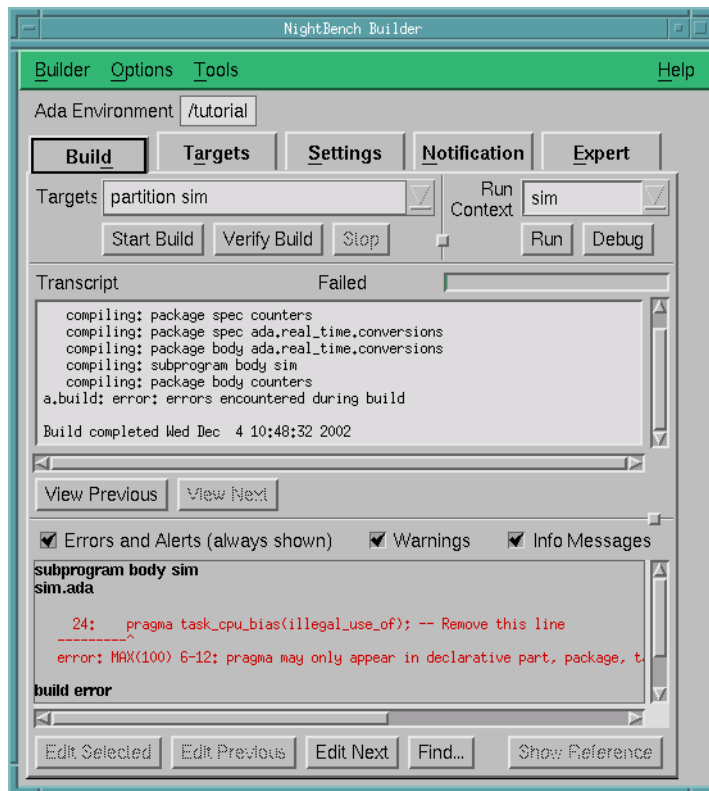 NightBench Builder
Builder Options Tools Help
Ada Environment /tutorial
Build Targets Settings Notification Expert
Targets partition sim Run Context sim
Start Build Verify Build Stop Run Debug
Transcript Failed
compiling: package spec counters
compiling: package spec ada.real_time.conversions
compiling: package body ada.real_time.conversions
compiling: subprogram body sim
compiling: package body counters
a.build: error: errors encountered during build
Build completed Wed Dec 4 10:48:32 2002
View Previous View Next
Errors and Alerts (always shown) Warnings Info Messages
subprogram body sim
sim.ada
24: pragma task_cpu_bias(illegal_use_of); -- Remove this line
---------^
error: MAX(100) 6-12: pragma may only appear in declarative part, package, t
build error
Edit Selected Edit Previous Edit Next Find... Show Reference